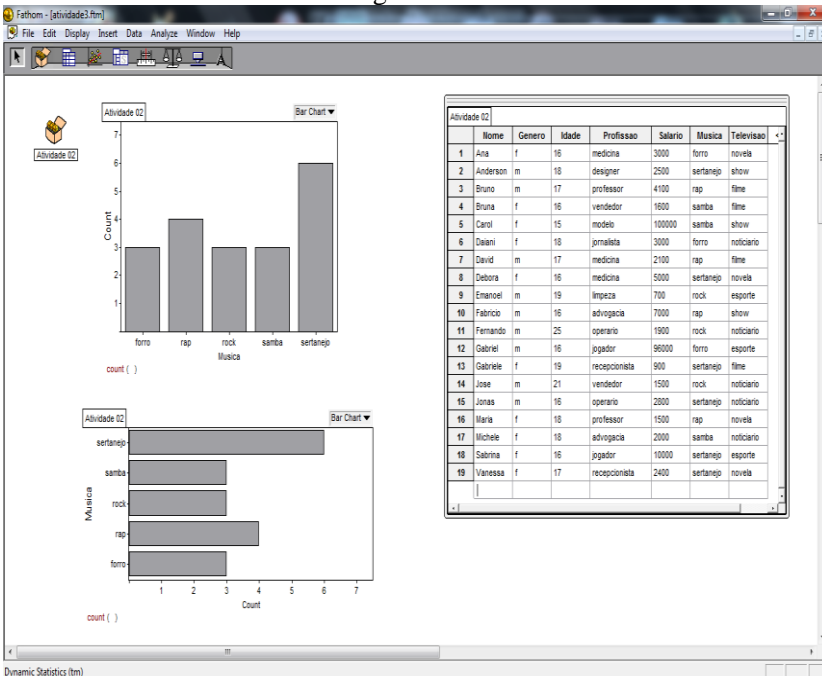 Fathom - [atividade3.ftm]
File Edit Display Insert Data Analyze Window Help
Atividade 02
Atividade 02 Bar Chart
Count
7
6
5
4
3
2
1
forro rap rock samba sertanejo
Musica
count ( )
Atividade 02 Bar Chart
Musica
sertanejo
samba
rock
rap
forro
1 2 3 4 5 6 7
Count
count ( )
Atividade 02
Nome Genero Idade Profissao Salario Musica Televisao
1 Ana f 16 medicina 3000 forro novela
2 Anderson m 18 designer 2500 sertanejo show
3 Bruno m 17 professor 4100 rap filme
4 Bruna f 16 vendedor 1600 samba filme
5 Carol f 15 modelo 100000 samba show
6 Daiani f 18 jornalista 3000 forro noticiario
7 David m 17 medicina 2100 rap filme
8 Debora f 16 medicina 5000 sertanejo novela
9 Emanoel m 19 limpeza 700 rock esporte
10 Fabricio m 16 advogacia 7000 rap show
11 Fernando m 25 operario 1900 rock noticiario
12 Gabriel m 16 jogador 96000 forro esporte
13 Gabriele f 19 recepcionista 900 sertanejo filme
14 Jose m 21 vendedor 1500 rock noticiario
15 Jonas m 16 operario 2800 sertanejo noticiario
16 Maria f 18 professor 1500 rap novela
17 Michele f 18 advogacia 2000 samba noticiario
18 Sabrina f 16 jogador 10000 sertanejo esporte
19 Vanessa f 17 recepcionista 2400 sertanejo novela
Dynamic Statistics (tm)